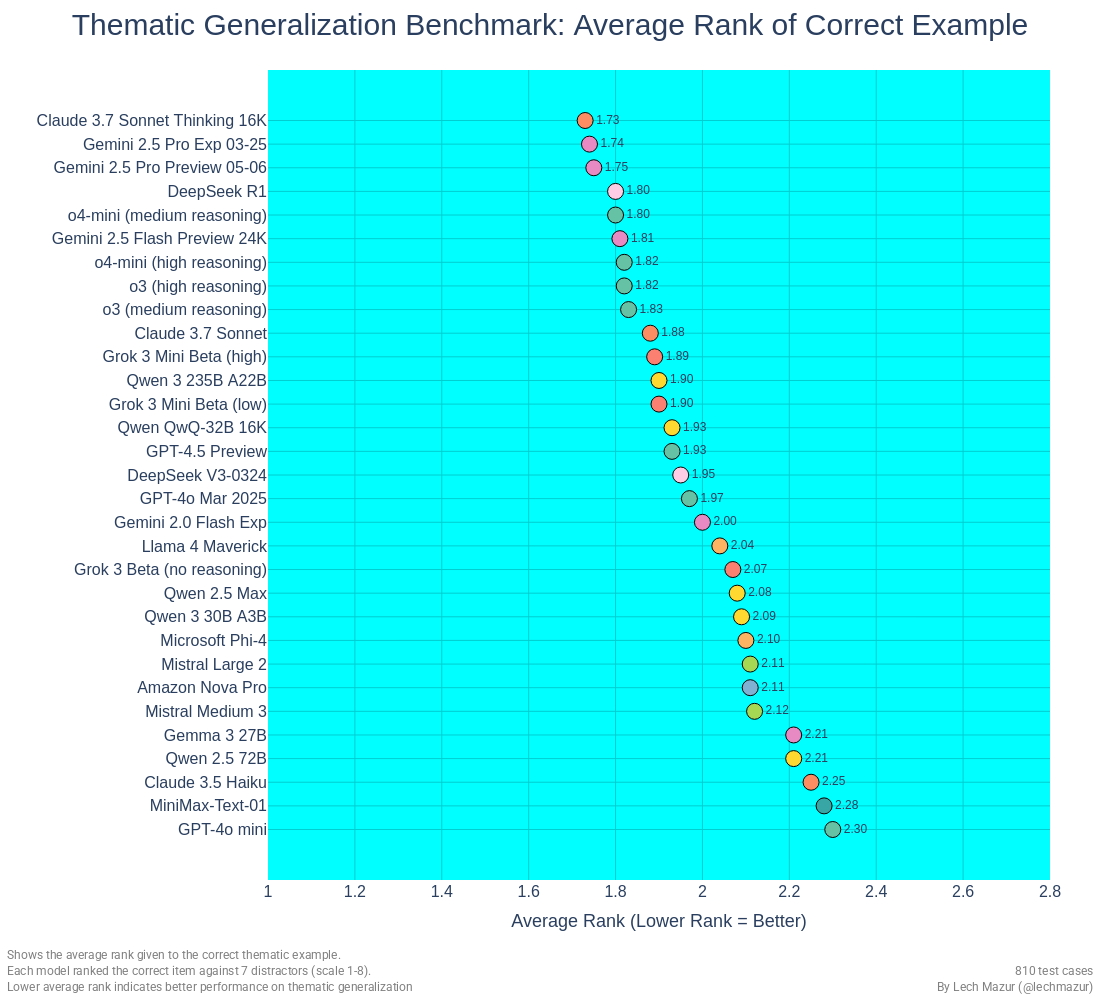 Thematic Generalization Benchmark: Average Rank of Correct Example
Claude 3.7 Sonnet Thinking 16K 1.73
Gemini 2.5 Pro Exp 03-25 1.74
Gemini 2.5 Pro Preview 05-06 1.75
DeepSeek R1 1.80
o4-mini (medium reasoning) 1.80
Gemini 2.5 Flash Preview 24K 1.81
o4-mini (high reasoning) 1.82
o3 (high reasoning) 1.82
o3 (medium reasoning) 1.83
Claude 3.7 Sonnet 1.88
Grok 3 Mini Beta (high) 1.89
Qwen 3 235B A22B 1.90
Grok 3 Mini Beta (low) 1.90
Qwen QwQ-32B 16K 1.93
GPT-4.5 Preview 1.93
DeepSeek V3-0324 1.95
GPT-4o Mar 2025 1.97
Gemini 2.0 Flash Exp 2.00
Llama 4 Maverick 2.04
Grok 3 Beta (no reasoning) 2.07
Qwen 2.5 Max 2.08
Qwen 3 30B A3B 2.09
Microsoft Phi-4 2.10
Mistral Large 2 2.11
Amazon Nova Pro 2.11
Mistral Medium 3 2.12
Gemma 3 27B 2.21
Qwen 2.5 72B 2.21
Claude 3.5 Haiku 2.25
MiniMax-Text-01 2.28
GPT-4o mini 2.30
1 1.2 1.4 1.6 1.8 2 2.2 2.4 2.6 2.8
Average Rank (Lower Rank = Better)
Shows the average rank given to the correct thematic example.
Each model ranked the correct item against 7 distractors (scale 1-8).
Lower average rank indicates better performance on thematic generalization
810 test cases
By Lech Mazur (@lechmazur)